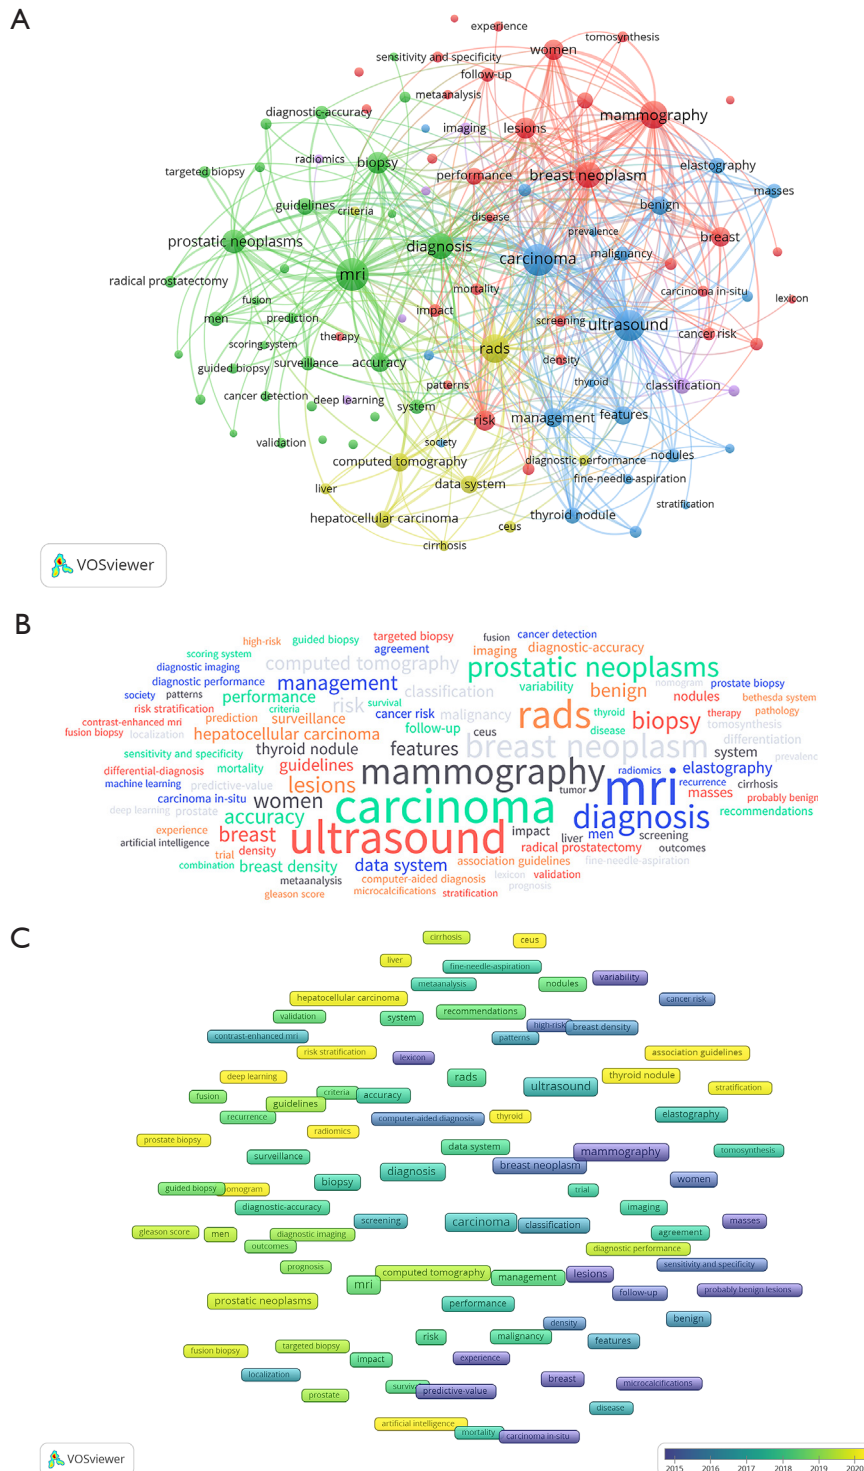 A
experience
tomosynthesis
women
sensitivity and specificity
follow-up
metaanalysis
mammography
diagnostic-accuracy
imaging
lesions
radiomics
biopsy
elastography
targeted biopsy
performance
breast neoplasm
masses
guidelines
criteria
disease
benign
prevalence
prostatic neoplasms
diagnosis
carcinoma
malignancy
breast
mri
radical prostatectomy
mortality
carcinoma in-situ
fusion
lexicon
men
prediction
impact
screening
ultrasound
therapy
cancer risk
scoring system
rads
guided biopsy
surveillance
accuracy
density
patterns
thyroid
classification
cancer detection
deep learning
system
risk
management
features
validation
society
computed tomography
diagnostic performance
nodules
liver
data system
fine-needle-aspiration
stratification
hepatocellular carcinoma
ceus
thyroid nodule
cirrhosis
VOSviewer
B
high-risk
guided biopsy
targeted biopsy
fusion
cancer detection
scoring system
agreement
imaging
diagnostic-accuracy
diagnostic imaging
computed tomography
prostatic neoplasms
diagnostic performance
management
variability
nomogram
prostate biopsy
society
patterns
performance
classification
benign
nodules
bethesda system
risk stratification
criteria
risk
survival
rads
thyroid
therapy
pathology
contrast-enhanced mri
prediction
surveillance
cancer risk
malignancy
biopsy
tomosynthesis
fusion biopsy
localization
hepatocellular carcinoma
follow-up
ceus
disease
differentiation
sensitivity and specificity
thyroid nodule
features
breast neoplasm
system
prevalenc
differential-diagnosis
mortality
guidelines
mammography
radiomics
elastography
machine learning
predictive-value
lesions
tumor
mri
recurrence
cirrhosis
carcinoma in-situ
women
masses
probably benign
deep learning
prostate
accuracy
carcinoma
diagnosis
recommendations
experience
breast
ultrasound
impact
liver
men
screening
artificial intelligence
density
radical prostatectomy
outcomes
trial
combination
breast density
data system
association guidelines
fine-needle-aspiration
metaanalysis
computer-aided diagnosis
lexicon
validation
gleason score
microcalcifications
stratification
prognosis
C
cirrhosis
ceus
liver
fine-needle-aspiration
metaanalysis
nodules
variability
hepatocellular carcinoma
cancer risk
validation
system
recommendations
contrast-enhanced mri
high-risk
breast density
patterns
risk stratification
lexicon
association guidelines
deep learning
rads
ultrasound
thyroid nodule
stratification
fusion
criteria
accuracy
guidelines
recurrence
computer-aided diagnosis
thyroid
elastography
radiomics
prostate biopsy
surveillance
data system
mammography
tomosynthesis
diagnosis
breast neoplasm
biopsy
women
guided biopsy
nomogram
trial
diagnostic-accuracy
imaging
screening
carcinoma
classification
masses
gleason score
men
diagnostic imaging
agreement
outcomes
diagnostic performance
prognosis
sensitivity and specificity
computed tomography
management
lesions
mri
follow-up
probably benign lesions
prostatic neoplasms
performance
benign
density
risk
malignancy
features
fusion biopsy
targeted biopsy
impact
experience
localization
breast
survival
predictive-value
microcalcifications
prostate
disease
artificial intelligence
mortality
carcinoma in-situ
VOSviewer
2015 2016 2017 2018 2019 2020